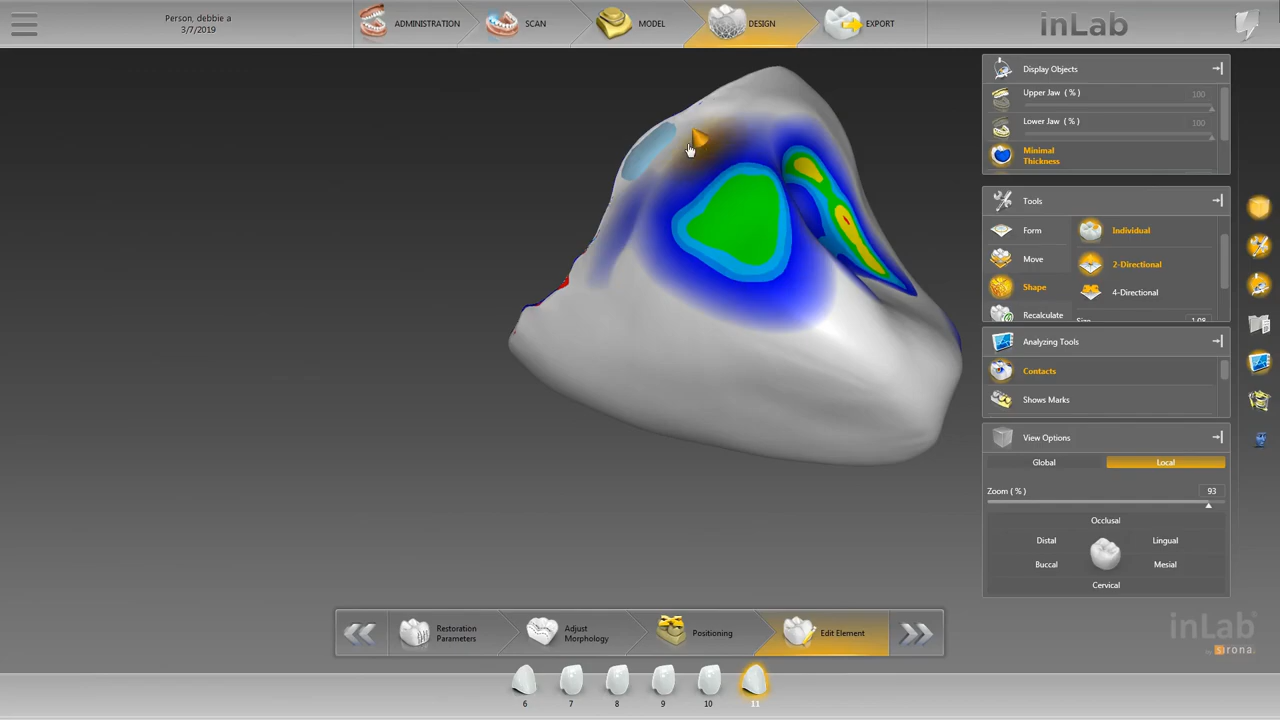 Person, debbie a
3/7/2019
ADMINISTRATION
SCAN
MODEL
DESIGN
EXPORT
inLab
Display Objects
Upper Jaw (%)
100
Lower Jaw (%)
100
Minimal
Thickness
Tools
Form
Individual
Move
2-Directional
Shape
4-Directional
Recalculate
Analyzing Tools
Contacts
Shows Marks
View Options
Global
Local
Zoom (%)
93
Occlusal
Distal
Lingual
Buccal
Mesial
Cervical
Restoration
Parameters
Adjust
Morphology
Positioning
Edit Element
inLab
by sirona
6
7
8
9
10
11